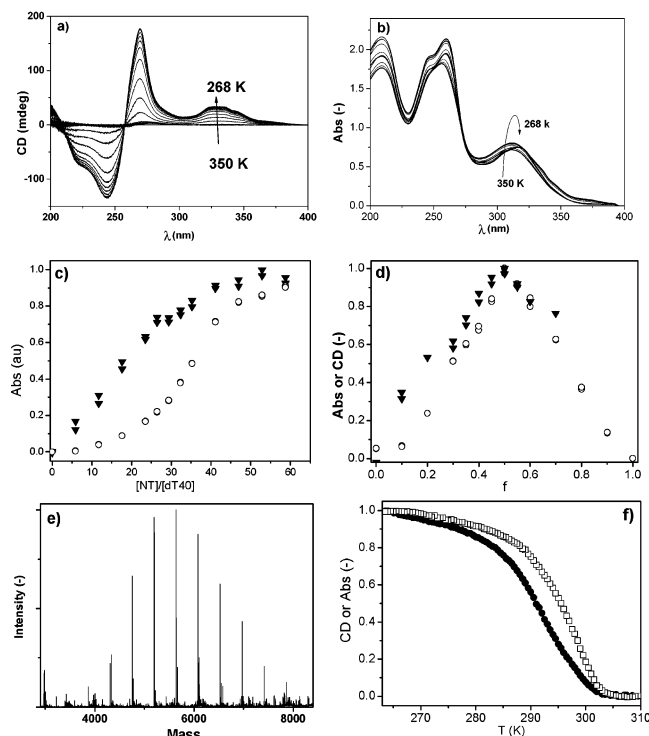 a)
CD (mdeg)
200
100
0
-100
268 K
350 K
200 250 300 350 400
λ (nm)
b)
Abs (-)
2.0
1.5
1.0
0.5
0.0
268 k
350 K
200 250 300 350 400
λ (nm)
c)
Abs (au)
1.0
0.8
0.6
0.4
0.2
0.0
0 10 20 30 40 50 60
[NT]/[dT40]
d)
Abs or CD (-)
1.0
0.8
0.6
0.4
0.2
0.0
0.0 0.2 0.4 0.6 0.8 1.0
f
e)
Intensity (-)
4000 6000 8000
Mass
f)
CD or Abs (-)
1.0
0.8
0.6
0.4
0.2
0.0
270 280 290 300 310
T (K)